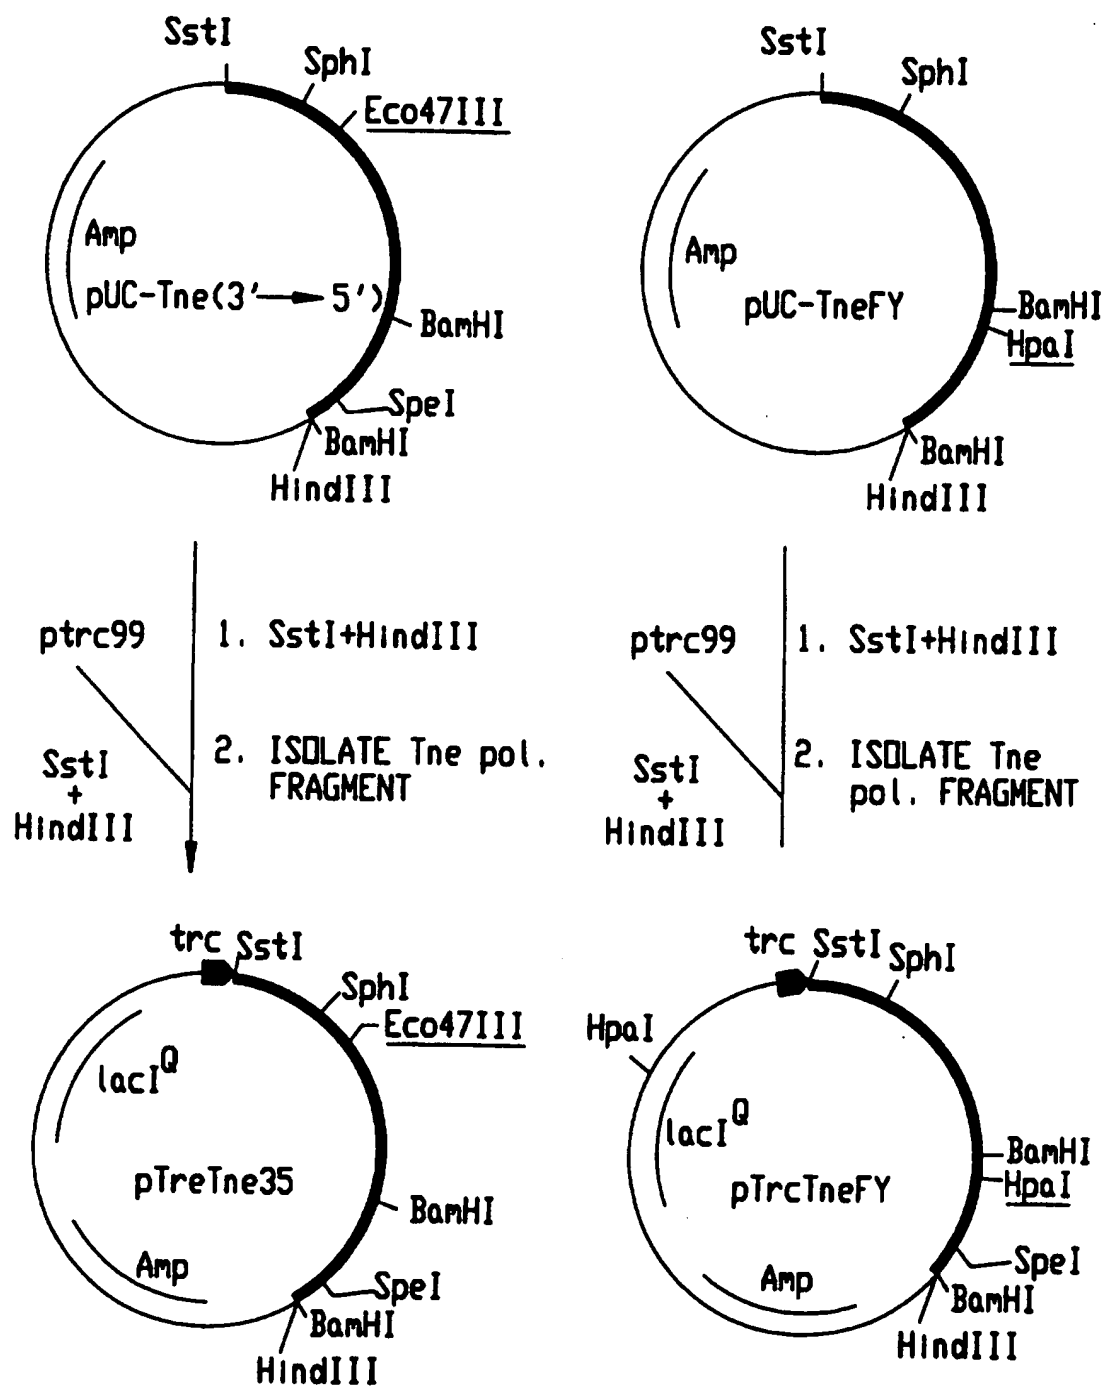 SstI
SphI
Eco47III
Amp
pUC-Tne(3'→5')
BamHI
SpeI
BamHI
HindIII
SstI
SphI
Amp
pUC-TneFY
BamHI
HpaI
BamHI
HindIII
ptrc99
1. SstI+HindIII
SstI
+
HindIII
2. ISOLATE Tne pol.
FRAGMENT
ptrc99
1. SstI+HindIII
SstI
+
HindIII
2. ISOLATE Tne
pol. FRAGMENT
trc SstI
SphI
Eco47III
lacIQ
pTreTne35
BamHI
Amp
SpeI
BamHI
HindIII
trc SstI SphI
HpaI
lacIQ
pTrcTneFY
BamHI
HpaI
Amp
SpeI
BamHI
HindIII